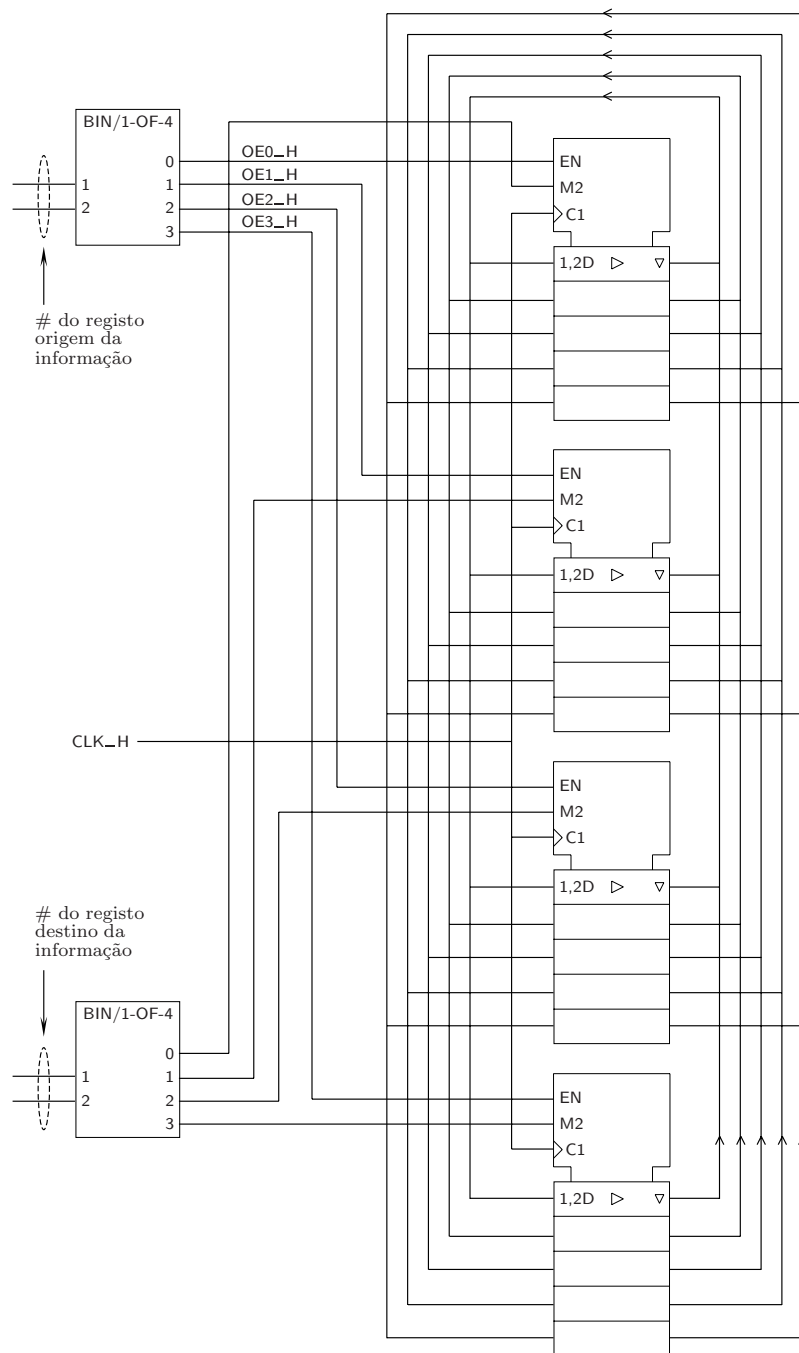 BIN/1-OF-4
0
1
2
3
1
2
OE0_H
OE1_H
OE2_H
OE3_H
# do registo
origem da
informação
EN
M2
C1
1,2D
EN
M2
C1
1,2D
CLK_H
EN
M2
C1
1,2D
# do registo
destino da
informação
BIN/1-OF-4
0
1
2
3
1
2
EN
M2
C1
1,2D